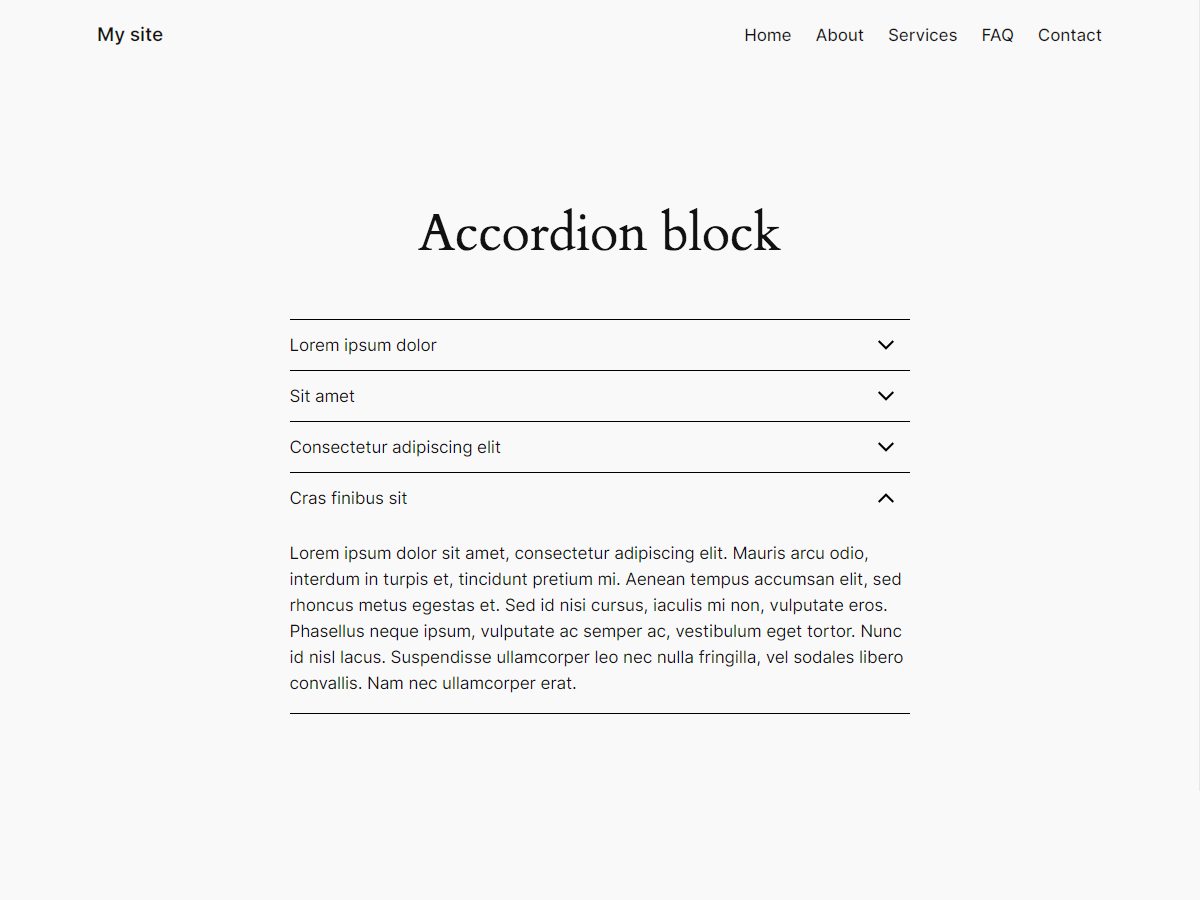 My site
Home About Services FAQ Contact
Accordion block
Lorem ipsum dolor
Sit amet
Consectetur adipiscing elit
Cras finibus sit
Lorem ipsum dolor sit amet, consectetur adipiscing elit. Mauris arcu odio,
interdum in turpis et, tincidunt pretium mi. Aenean tempus accumsan elit, sed
rhoncus metus egestas et. Sed id nisi cursus, iaculis mi non, vulputate eros.
Phasellus neque ipsum, vulputate ac semper ac, vestibulum eget tortor. Nunc
id nisl lacus. Suspendisse ullamcorper leo nec nulla fringilla, vel sodales libero
convallis. Nam nec ullamcorper erat.